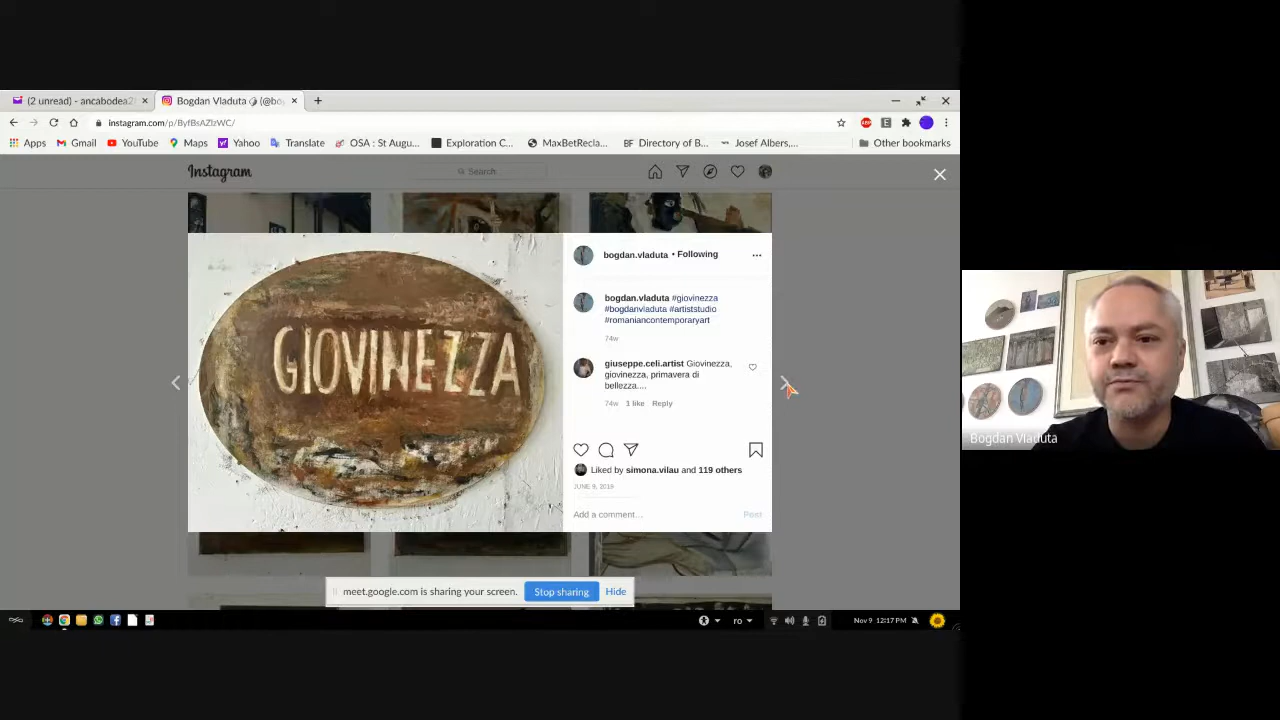 (2 unread) - ancabodea2
Bogdan Vladuta
instagram.com/p/ByfBsAZlzWC/
Apps Gmail YouTube Maps Yahoo Translate OSA : St Augu... Exploration C... MaxBetRecla... BF Directory of B... Josef Albers,... Other bookmarks
Instagram
Search
GIOVINEZZA
bogdan.vladuta • Following
bogdan.vladuta #giovinezza
#bogdanvladuta #artiststudio
#romaniancontemporaryart
74w
giuseppe.celi.artist Giovinezza,
giovinezza, primavera di
bellezza....
74w 1 like Reply
Liked by simona.vilau and 119 others
JUNE 9, 2019
Add a comment... Post
Bogdan Vladuta
meet.google.com is sharing your screen. Stop sharing Hide
ro Nov 9 12:17 PM